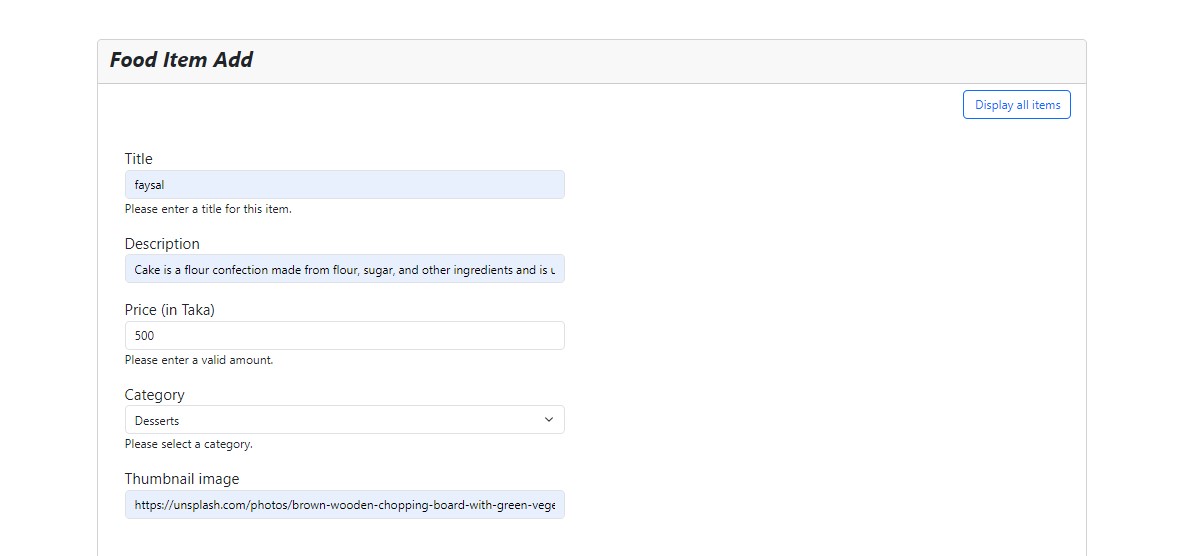 Food Item Add
Display all items
Title
faysal
Please enter a title for this item.
Description
Cake is a flour confection made from flour, sugar, and other ingredients and is
Price (in Taka)
500
Please enter a valid amount.
Category
Desserts
Please select a category.
Thumbnail image
https://unsplash.com/photos/brown-wooden-chopping-board-with-green-vege